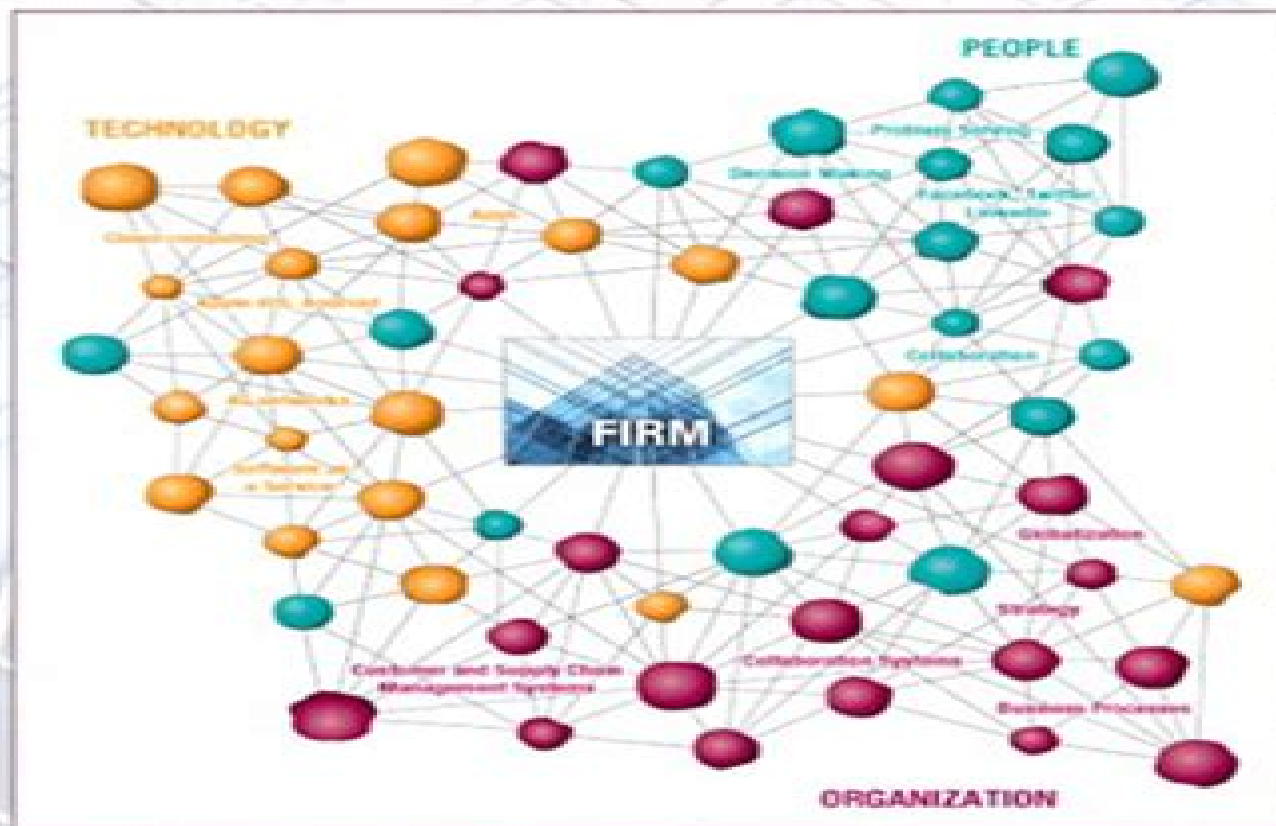 PEOPLE
TECHNOLOGY
Problem Solving
Decision Making
Facebook, Twitter,
LinkedIn
Apps
Cloud Computing
Apple iOS, Android
Collaboration
FIRM
Software as
a Service
Globalization
Strategy
Customer and Supply Chain
Management Systems
Collaboration Systems
Business Processes
ORGANIZATION